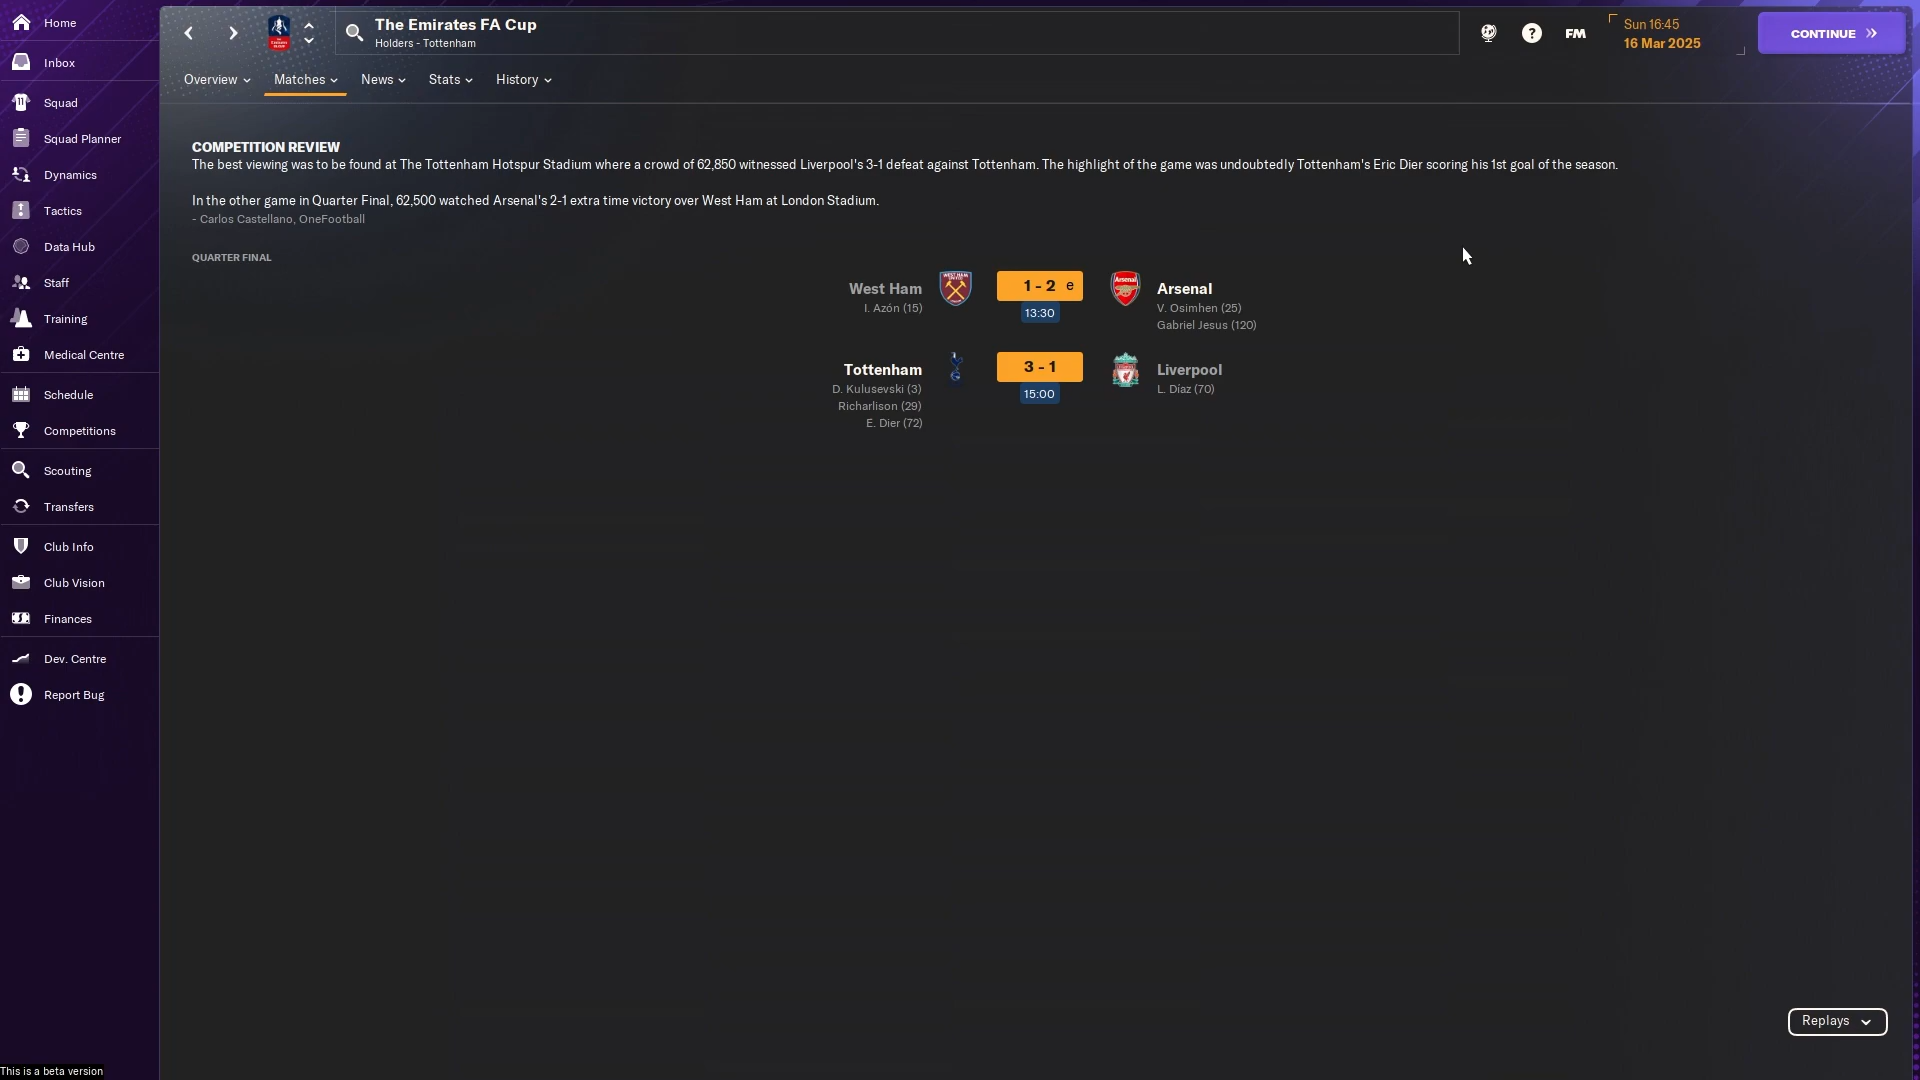 Home
Inbox
Squad
Squad Planner
Dynamics
Tactics
Data Hub
Staff
Training
Medical Centre
Schedule
Competitions
Scouting
Transfers
Club Info
Club Vision
Finances
Dev. Centre
Report Bug
This is a beta version
The Emirates FA Cup
Holders - Tottenham
FM
Sun 16:45
16 Mar 2025
CONTINUE
Overview
Matches
News
Stats
History
COMPETITION REVIEW
The best viewing was to be found at The Tottenham Hotspur Stadium where a crowd of 62,850 witnessed Liverpool's 3-1 defeat against Tottenham. The highlight of the game was undoubtedly Tottenham's Eric Dier scoring his 1st goal of the season.
In the other game in Quarter Final, 62,500 watched Arsenal's 2-1 extra time victory over West Ham at London Stadium.
- Carlos Castellano, OneFootball
QUARTER FINAL
West Ham 1 - 2 e Arsenal
I. Azón (15) 13:30 V. Osimhen (25)
Gabriel Jesus (120)
Tottenham 3 - 1 Liverpool
D. Kulusevski (3) 15:00 L. Díaz (70)
Richarlison (29)
E. Dier (72)
Replays